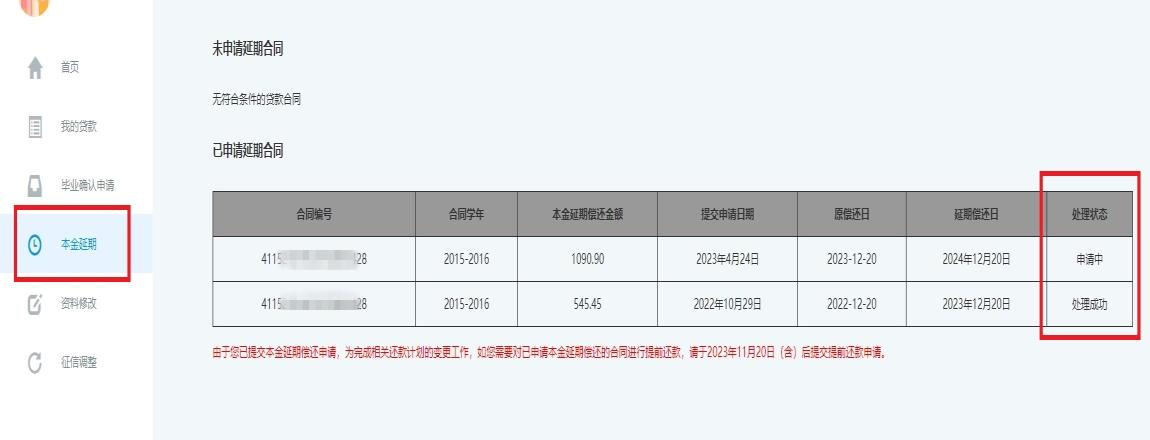 首页
我的贷款
毕业确认申请
本金延期
资料修改
征信调整
未申请延期合同
无符合条件的贷款合同
已申请延期合同
合同编号 合同学年 本金延期偿还金额 提交申请日期 原偿还日 延期偿还日 处理状态
4115 28 2015-2016 1090.90 2023年4月24日 2023-12-20 2024年12月20日 申请中
4115 28 2015-2016 545.45 2022年10月29日 2022-12-20 2023年12月20日 处理成功
由于您已提交本金延期偿还申请，为完成相关还款计划的变更工作，如您需要对已申请本金延期偿还的合同进行提前还款，请于2023年11月20日（含）后提交提前还款申请。